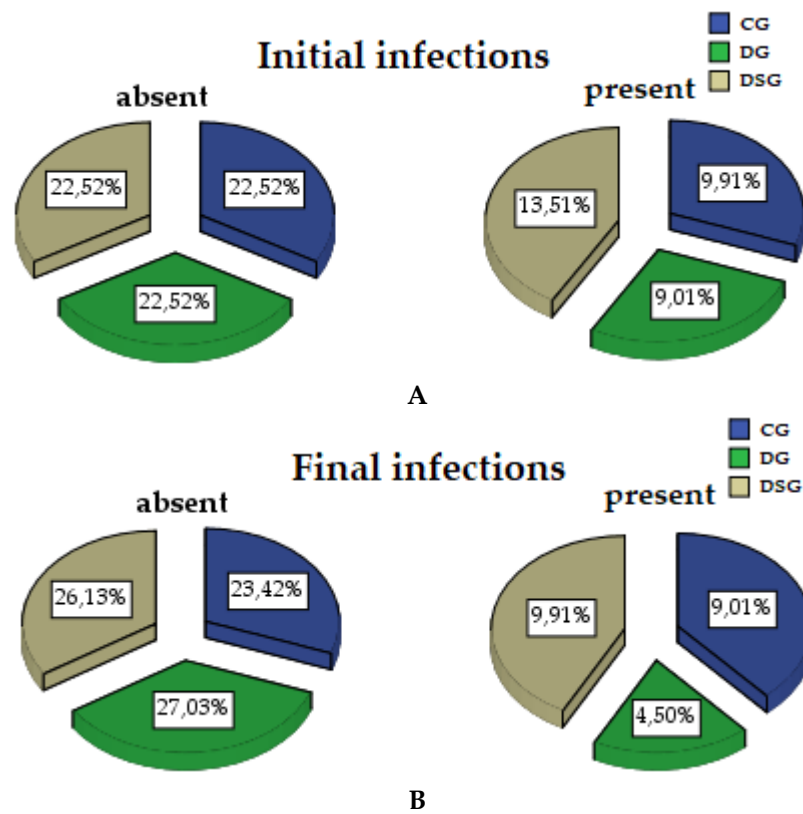 Initial infections
CG
DG
DSG
absent
present
22,52%
22,52%
22,52%
9,91%
13,51%
9,01%
A
Final infections
CG
DG
DSG
absent
present
26,13%
23,42%
27,03%
9,91%
9,01%
4,50%
B